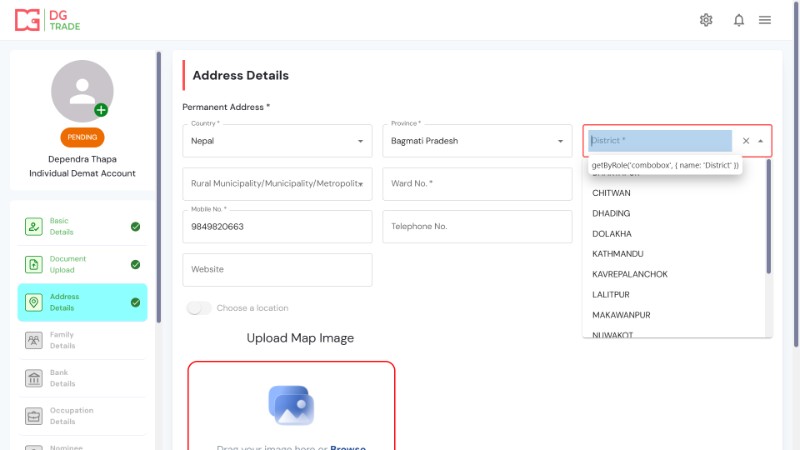 DG
TRADE
PENDING
Dependra Thapa
Individual Demat Account
Basic
Details
Document
Upload
Address
Details
Family
Details
Bank
Details
Occupation
Details
Nominee
Address Details
Permanent Address *
Country *
Nepal
Province *
Bagmati Pradesh
District *
getByRole('combobox', { name: 'District' })
CHITWAN
DHADING
DOLAKHA
KATHMANDU
KAVREPALANCHOK
LALITPUR
MAKAWANPUR
NUWAKOT
Rural Municipality/Municipality/Metropolit
Ward No. *
Mobile No. *
9849820663
Telephone No.
Website
Choose a location
Upload Map Image
Drag your image here or Browse